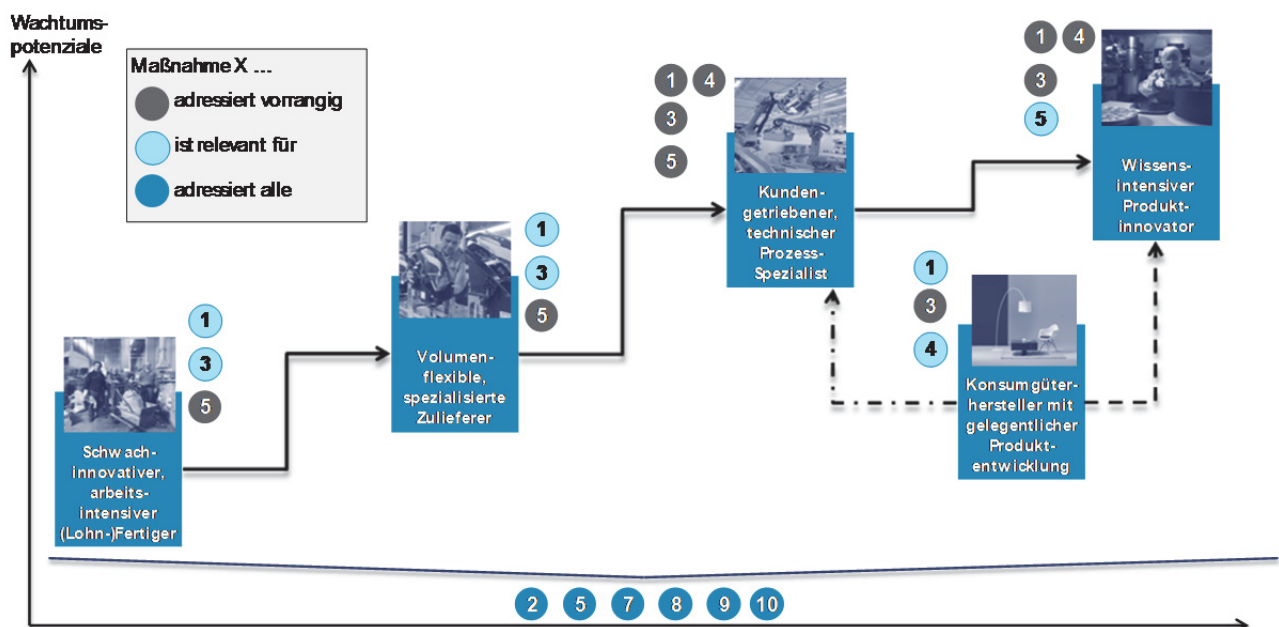 Wachtums-
potenziale
Maßnahme X ...
adressiert vorrangig
ist relevant für
adressiert alle
1
3
5
Schwach-
innovativer,
arbeits-
intensiver
(Lohn-)Fertiger
1
3
5
Volumen-
flexible,
spezialisierte
Zulieferer
1 4
3
5
Kunden-
getriebener,
technischer
Prozess-
Spezialist
1 4
3
5
Wissens-
intensiver
Produkt-
innovator
1
3
4
Konsumgüter-
hersteller mit
gelegentlicher
Produkt-
entwicklung
2 5 7 8 9 10